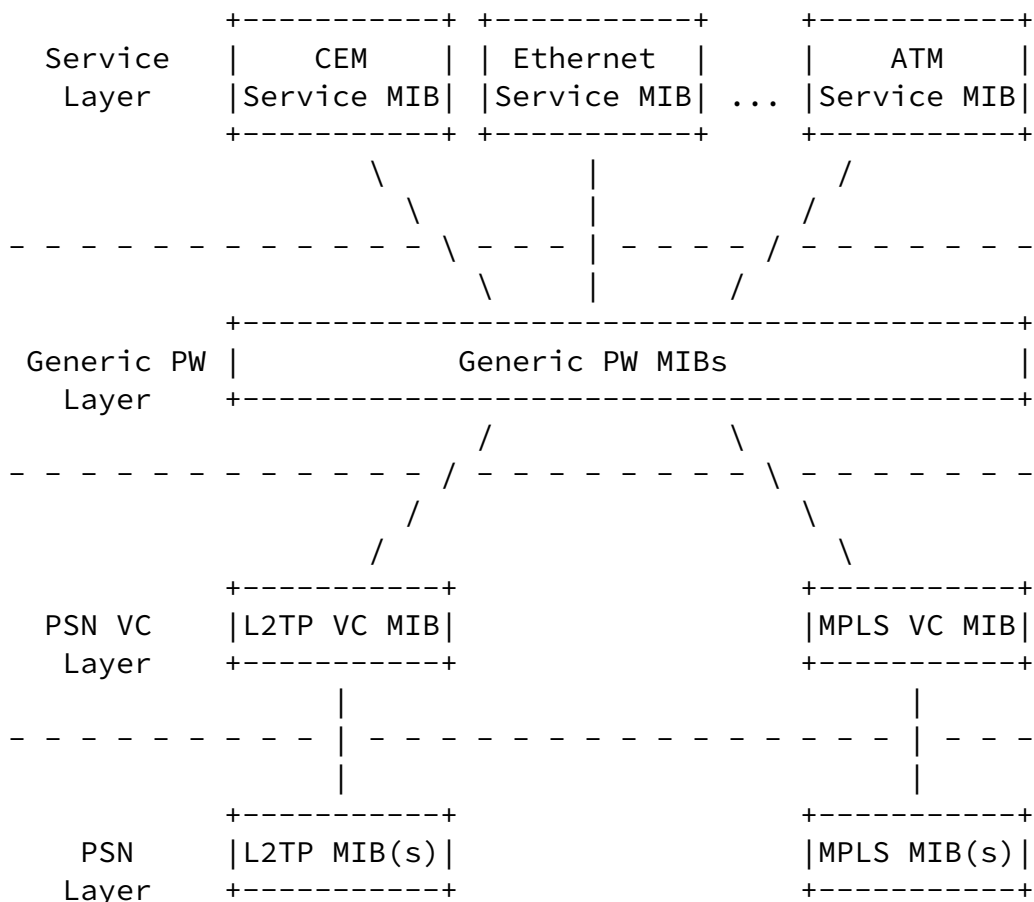 Service CEM Ethernet ATM
Layer Service MIB Service MIB ... Service MIB
Generic PW Generic PW MIBs
Layer
PSN VC L2TP VC MIB MPLS VC MIB
Layer
PSN L2TP MIB(s) MPLS MIB(s)
Layer